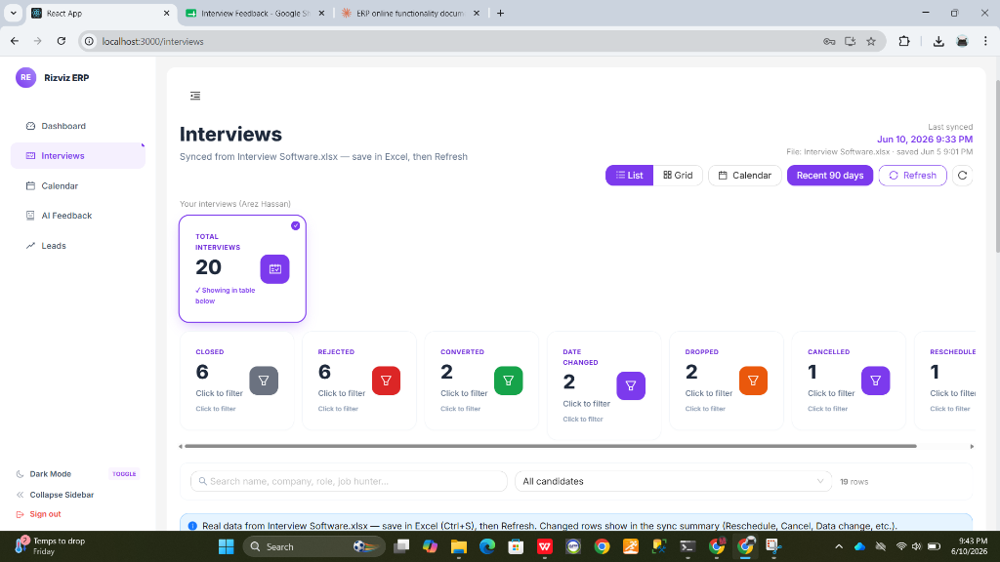 React App
Interview Feedback - Google Sh
ERP online functionality docum
localhost:3000/interviews
RE
Rizviz ERP
Dashboard
Interviews
Calendar
AI Feedback
Leads
Dark Mode
TOGGLE
Collapse Sidebar
Sign out
Interviews
Synced from Interview Software.xlsx — save in Excel, then Refresh
Last synced
Jun 10, 2026 9:33 PM
File: Interview Software.xlsx · saved Jun 5 9:01 PM
List
Grid
Calendar
Recent 90 days
Refresh
Your interviews (Arez Hassan)
TOTAL
INTERVIEWS
20
✓ Showing in table
below
CLOSED
6
Click to filter
Click to filter
REJECTED
6
Click to filter
Click to filter
CONVERTED
2
Click to filter
Click to filter
DATE
CHANGED
2
Click to filter
Click to filter
DROPPED
2
Click to filter
Click to filter
CANCELLED
1
Click to filter
Click to filter
RESCHEDULE
1
Click to filter
Click to filter
Search name, company, role, job hunter...
All candidates
19 rows
Real data from Interview Software.xlsx — save in Excel (Ctrl+S), then Refresh. Changed rows show in the sync summary (Reschedule, Cancel, Data change, etc.).
2
Temps to drop
Friday
Search
9:43 PM
6/10/2026